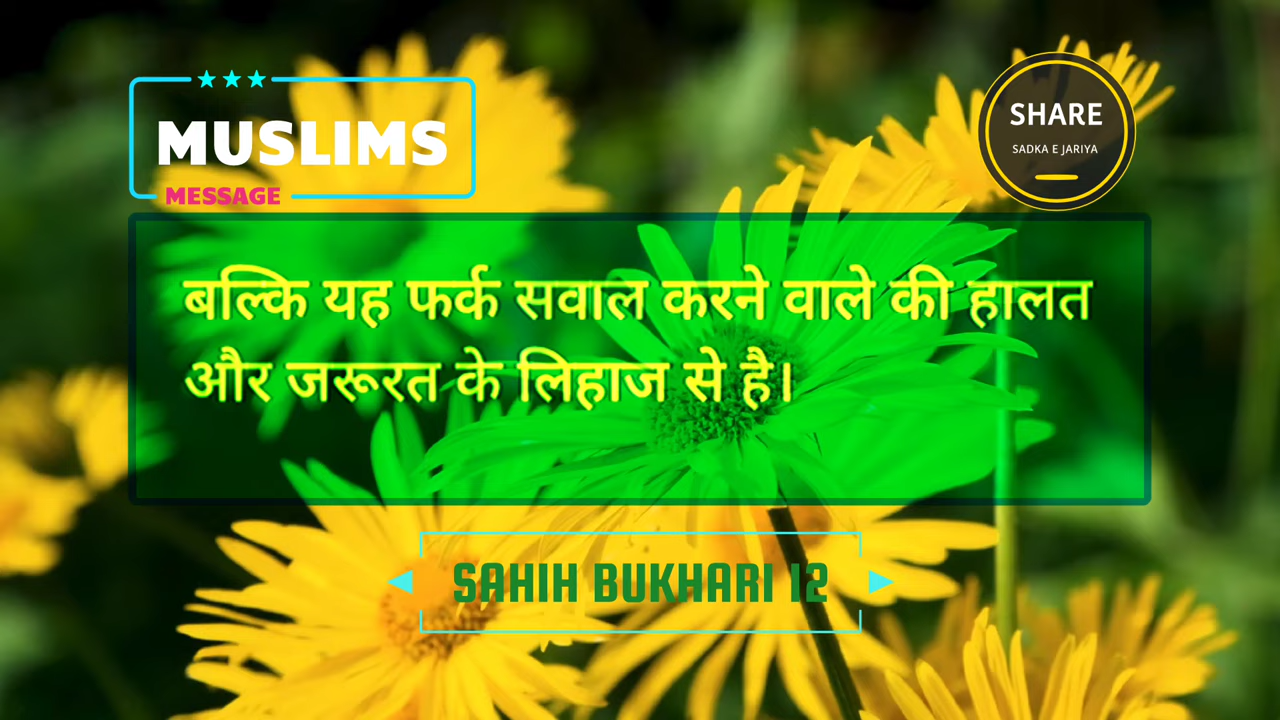 MUSLIMS
MESSAGE
SHARE
SADKA E JARIYA
बल्कि यह फर्क सवाल करने वाले की हालत
और जरूरत के लिहाज से है।
SAHIH BUKHARI 12